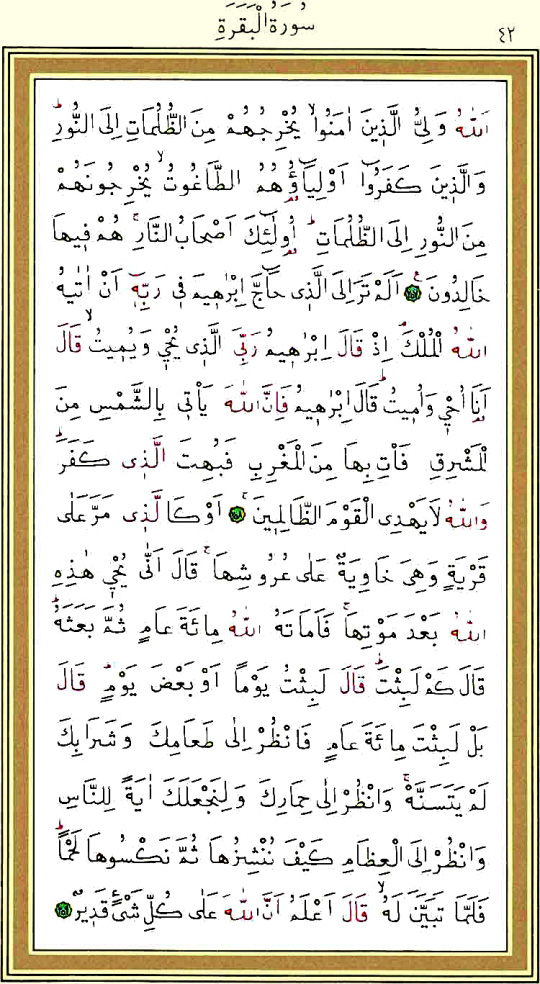 سُورَةُ الْبَقَرَةِ
٤٢
اَللّٰهُ وَلِىُّ الَّذ۪ينَ اٰمَنُواۙ يُخْرِجُهُمْ مِنَ الظُّلُمَاتِ اِلَى النُّورِۜ
وَالَّذ۪ينَ كَفَرُٓوا اَوْلِيَٓاؤُ۬هُمُ الطَّاغُوتُۙ يُخْرِجُونَهُمْ
مِنَ النُّورِ اِلَى الظُّلُمَاتِۜ اُو۬لٰٓئِكَ اَصْحَابُ النَّارِۚ هُمْ ف۪يهَا
خَالِدُونَ۟ ﴿٢٥٧﴾ اَلَمْ تَرَ اِلَى الَّذ۪ى حَٓاجَّ اِبْرٰه۪يمَ ف۪ى رَبِّه۪ٓ اَنْ اٰتٰيهُ
اللّٰهُ الْمُلْكَۢ اِذْ قَالَ اِبْرٰه۪يمُ رَبِّىَ الَّذ۪ى يُحْي۪ وَيُم۪يتُۙ قَالَ
اَنَا۬ اُحْي۪ وَاُم۪يتُۜ قَالَ اِبْرٰه۪يمُ فَاِنَّ اللّٰهَ يَاْت۪ى بِالشَّمْسِ مِنَ
الْمَشْرِقِ فَاْتِ بِهَا مِنَ الْمَغْرِبِ فَبُهِتَ الَّذ۪ى كَفَرَۜ
وَاللّٰهُ لَا يَهْدِى الْقَوْمَ الظَّالِم۪ينَۚ ﴿٢٥٨﴾ اَوْ كَالَّذ۪ى مَرَّ عَلٰى
قَرْيَةٍ وَهِىَ خَاوِيَةٌ عَلٰى عُرُوشِهَاۚ قَالَ اَنّٰى يُحْي۪ هٰذِهِ
اللّٰهُ بَعْدَ مَوْتِهَاۚ فَاَمَاتَهُ اللّٰهُ مِائَةَ عَامٍ ثُمَّ بَعَثَهُۜ
قَالَ كَمْ لَبِثْتَۜ قَالَ لَبِثْتُ يَوْمًا اَوْ بَعْضَ يَوْمٍۜ قَالَ
بَلْ لَبِثْتَ مِائَةَ عَامٍ فَانْظُرْ اِلٰى طَعَامِكَ وَشَرَابِكَ
لَمْ يَتَسَنَّهْۚ وَانْظُرْ اِلٰى حِمَارِكَ وَلِنَجْعَلَكَ اٰيَةً لِلنَّاسِ
وَانْظُرْ اِلَى الْعِظَامِ كَيْفَ نُنْشِزُهَا ثُمَّ نَكْسُوهَا لَحْمًاۜ
فَلَمَّا تَبَيَّنَ لَهُۙ قَالَ اَعْلَمُ اَنَّ اللّٰهَ عَلٰى كُلِّ شَىْءٍ قَد۪يرٌ ﴿٢٥٩﴾